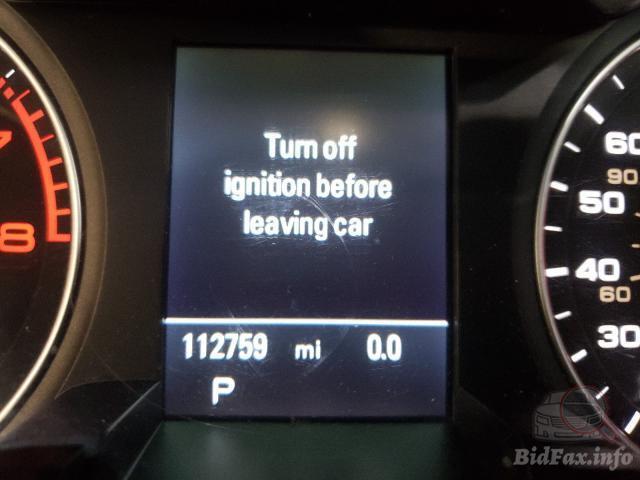 Turn off
ignition before
leaving car
112759 mi 0.0
P
8
60
90
50
40
60
30
BidFax.info